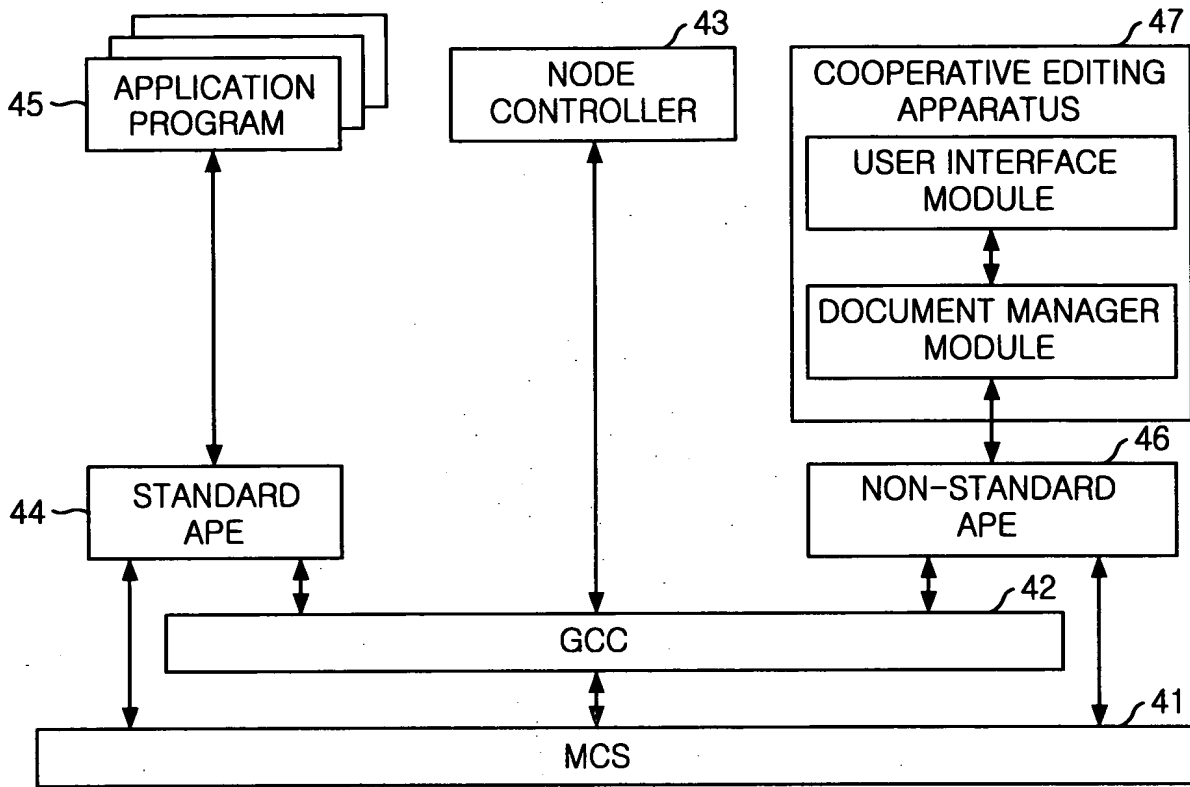 43
47
45
APPLICATION
PROGRAM
NODE
CONTROLLER
COOPERATIVE EDITING
APPARATUS
USER INTERFACE
MODULE
DOCUMENT MANAGER
MODULE
46
44
STANDARD
APE
NON-STANDARD
APE
42
GCC
41
MCS